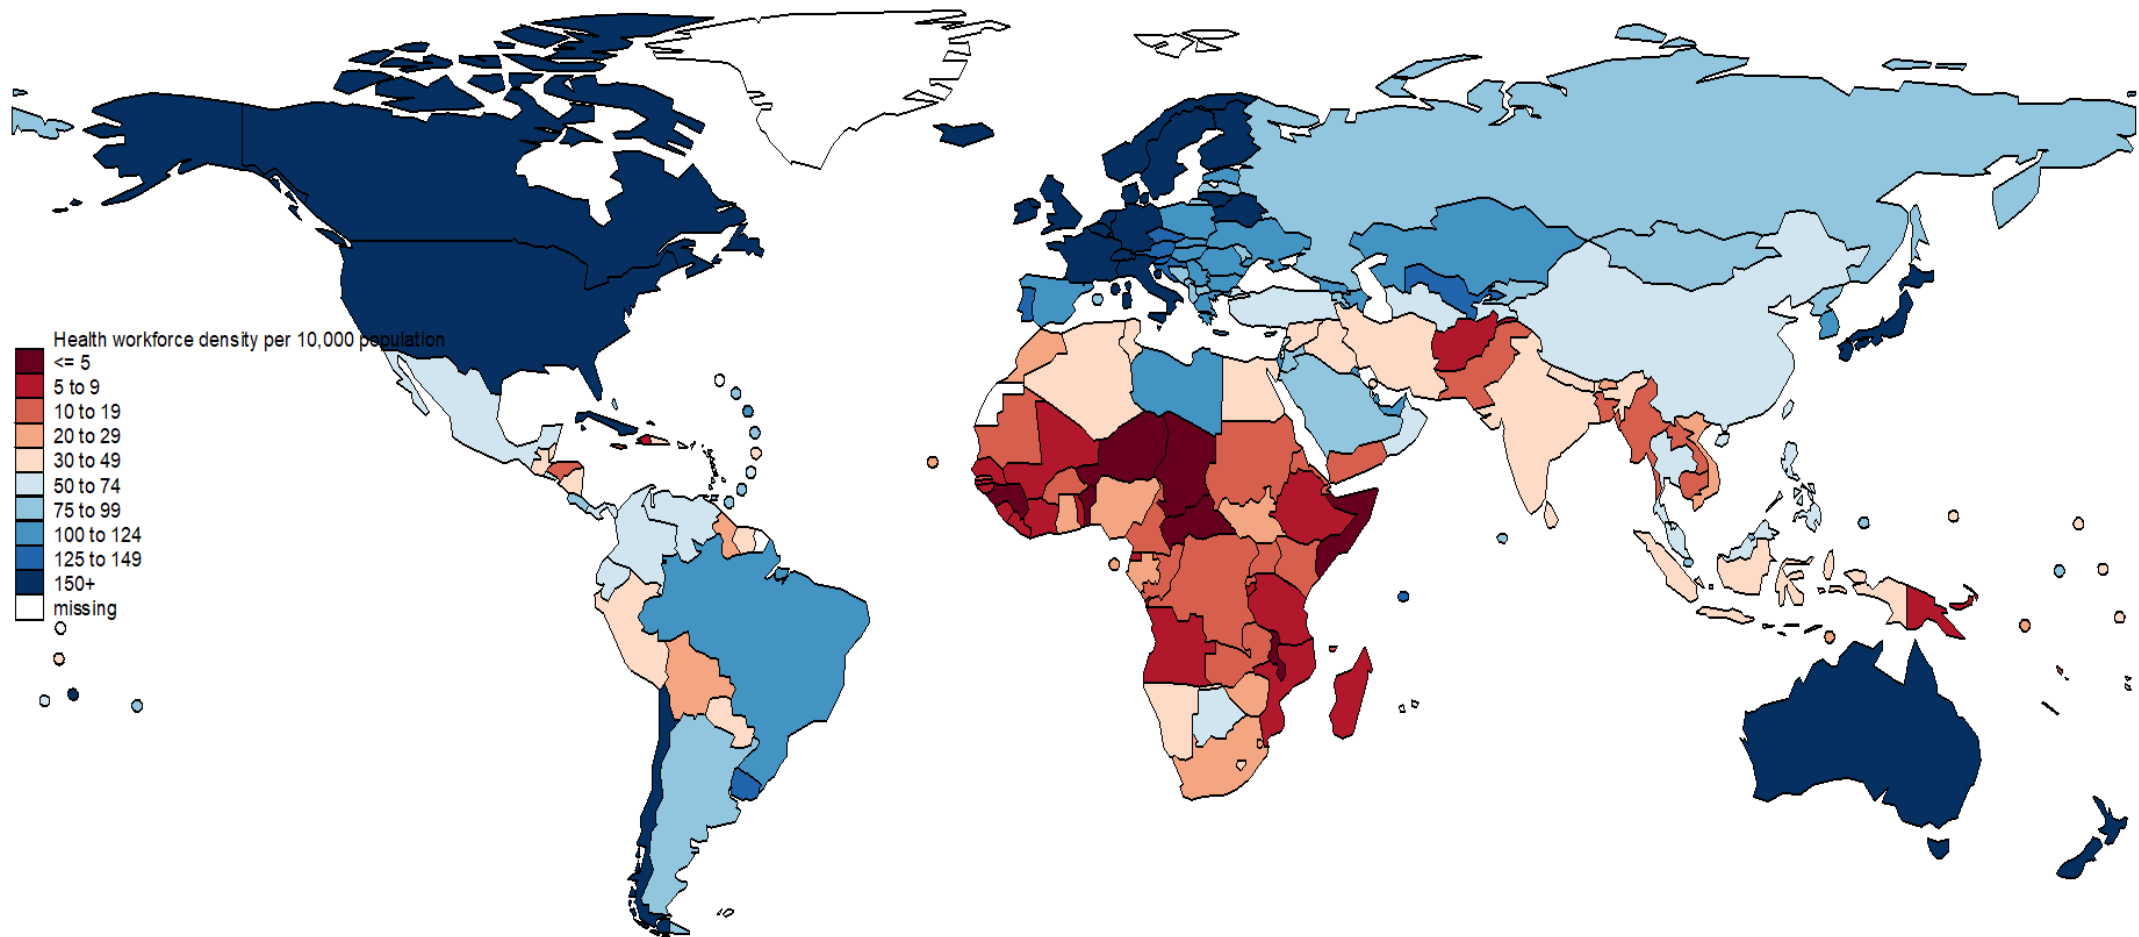 Health workforce density per 10,000 population
<= 5
5 to 9
10 to 19
20 to 29
30 to 49
50 to 74
75 to 99
100 to 124
125 to 149
150+
missing